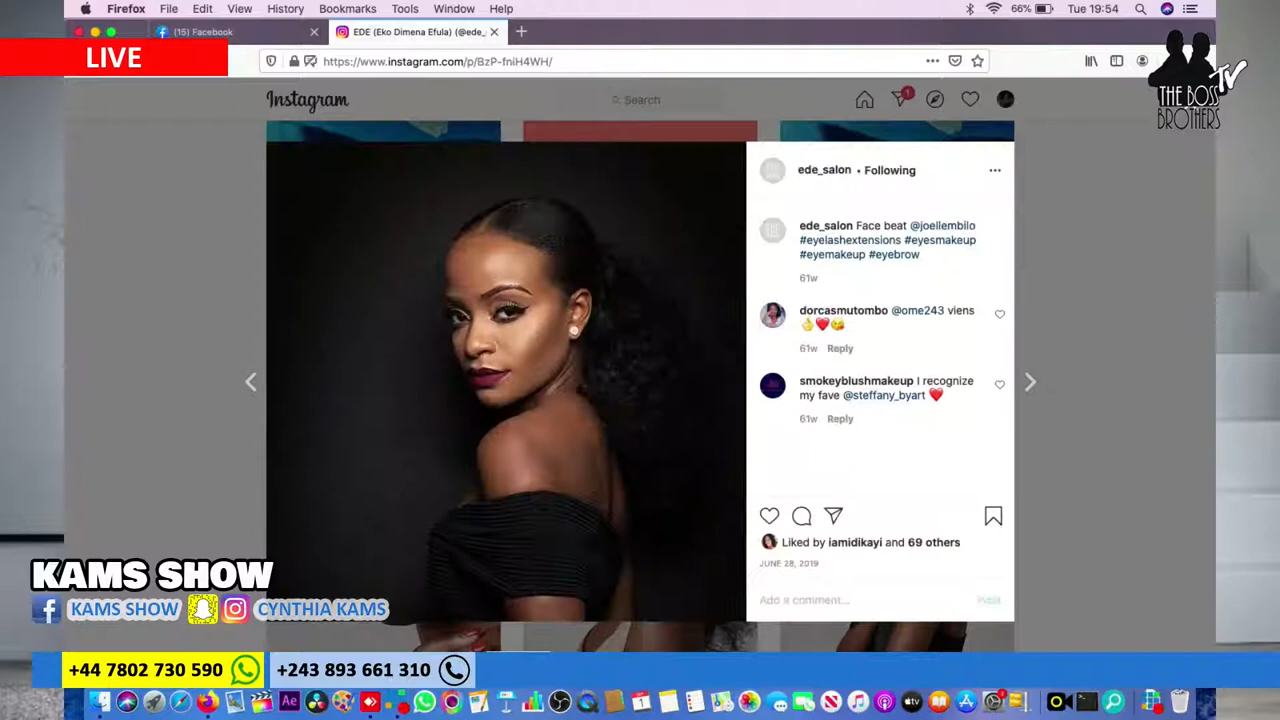 Firefox File Edit View History Bookmarks Tools Window Help 66% Tue 19:54
(15) Facebook EDE (Eko Dimena Efula) (@ede_
LIVE
https://www.instagram.com/p/BzP-fniH4WH/
TV
THE BOSS
BROTHERS
Instagram Search 1
ede_salon • Following
ede_salon Face beat @joellembilo
#eyelashextensions #eyesmakeup
#eyemakeup #eyebrow
61w
dorcasmutombo @ome243 viens
👌❤️😘
61w Reply
smokeyblushmakeup I recognize
my fave @steffany_byart ❤️
61w Reply
Liked by iamidikayi and 69 others
JUNE 28, 2019
Add a comment... Post
KAMS SHOW
KAMS SHOW CYNTHIA KAMS
+44 7802 730 590 +243 893 661 310